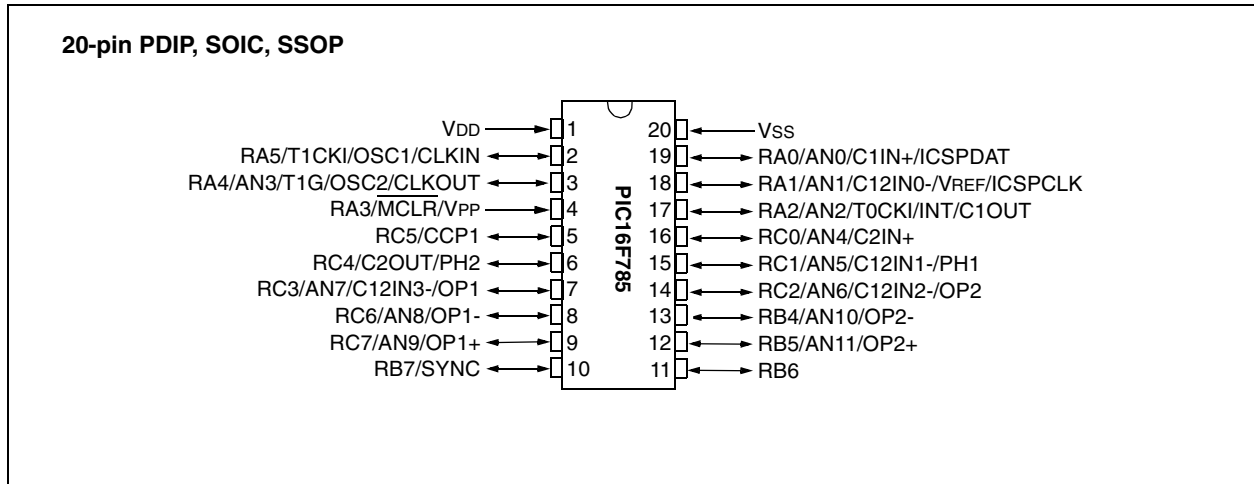 20-pin PDIP, SOIC, SSOP
VDD 1
RA5/T1CKI/OSC1/CLKIN 2
RA4/AN3/T1G/OSC2/CLKOUT 3
RA3/MCLR/VPP 4
RC5/CCP1 5
RC4/C2OUT/PH2 6
RC3/AN7/C12IN3-/OP1 7
RC6/AN8/OP1- 8
RC7/AN9/OP1+ 9
RB7/SYNC 10
PIC16F785
20 VSS
19 RA0/AN0/C1IN+/ICSPDAT
18 RA1/AN1/C12IN0-/VREF/ICSPCLK
17 RA2/AN2/T0CKI/INT/C1OUT
16 RC0/AN4/C2IN+
15 RC1/AN5/C12IN1-/PH1
14 RC2/AN6/C12IN2-/OP2
13 RB4/AN10/OP2-
12 RB5/AN11/OP2+
11 RB6